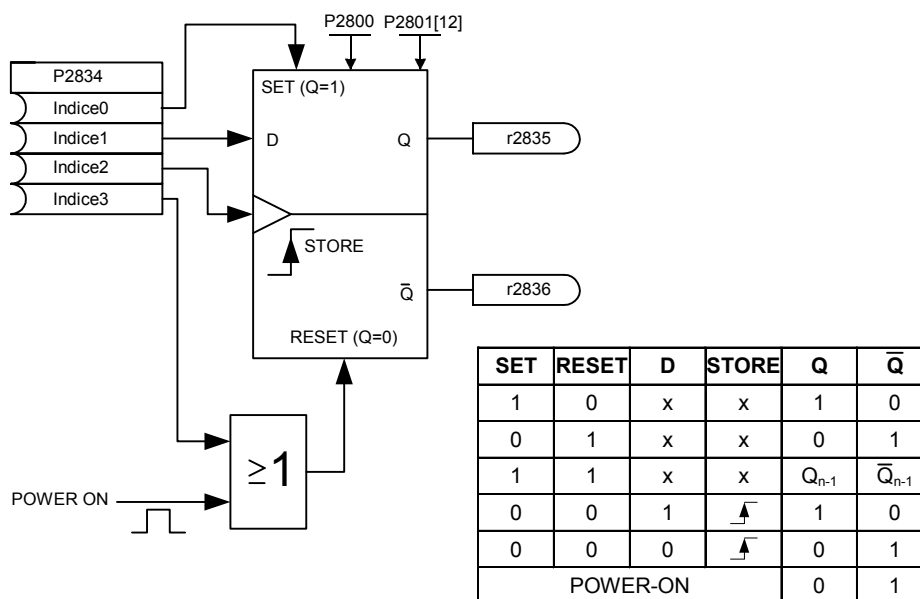 P2800 P2801[12]
P2834
Indice0
Indice1
Indice2
Indice3
SET (Q=1)
D Q
STORE
Q̅
RESET (Q=0)
r2835
r2836
≥1
POWER ON
SET RESET D STORE Q Q̅
1 0 x x 1 0
0 1 x x 0 1
1 1 x x Qn-1 Q̅n-1
0 0 1 1 0
0 0 0 0 1
POWER-ON 0 1